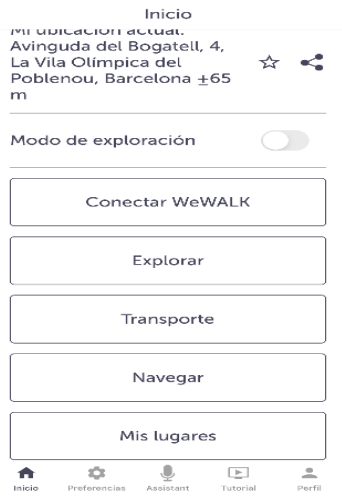 Inicio
Mi ubicación actual:
Avinguda del Bogatell, 4,
La Vila Olímpica del
Poblenou, Barcelona ±65
m
Modo de exploración
Conectar WeWALK
Explorar
Transporte
Navegar
Mis lugares
Inicio Preferencias Assistant Tutorial Perfil